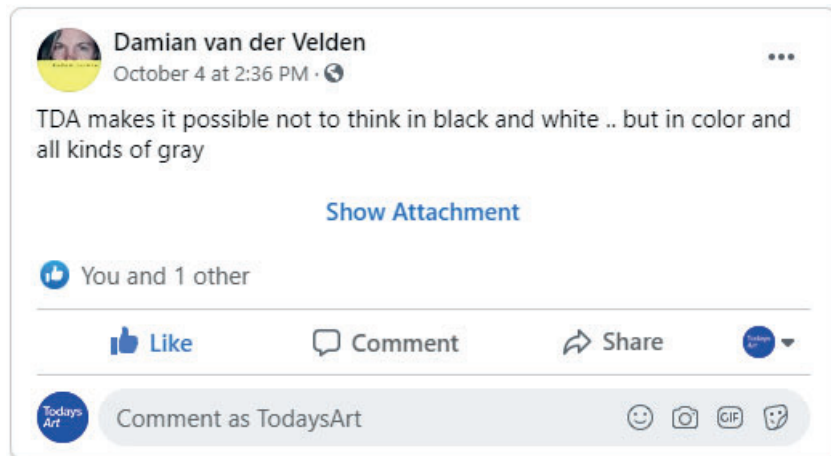 Damian van der Velden
October 4 at 2:36 PM ·
TDA makes it possible not to think in black and white .. but in color and
all kinds of gray
Show Attachment
You and 1 other
Like Comment Share Todays Art
Todays Art Comment as TodaysArt GIF